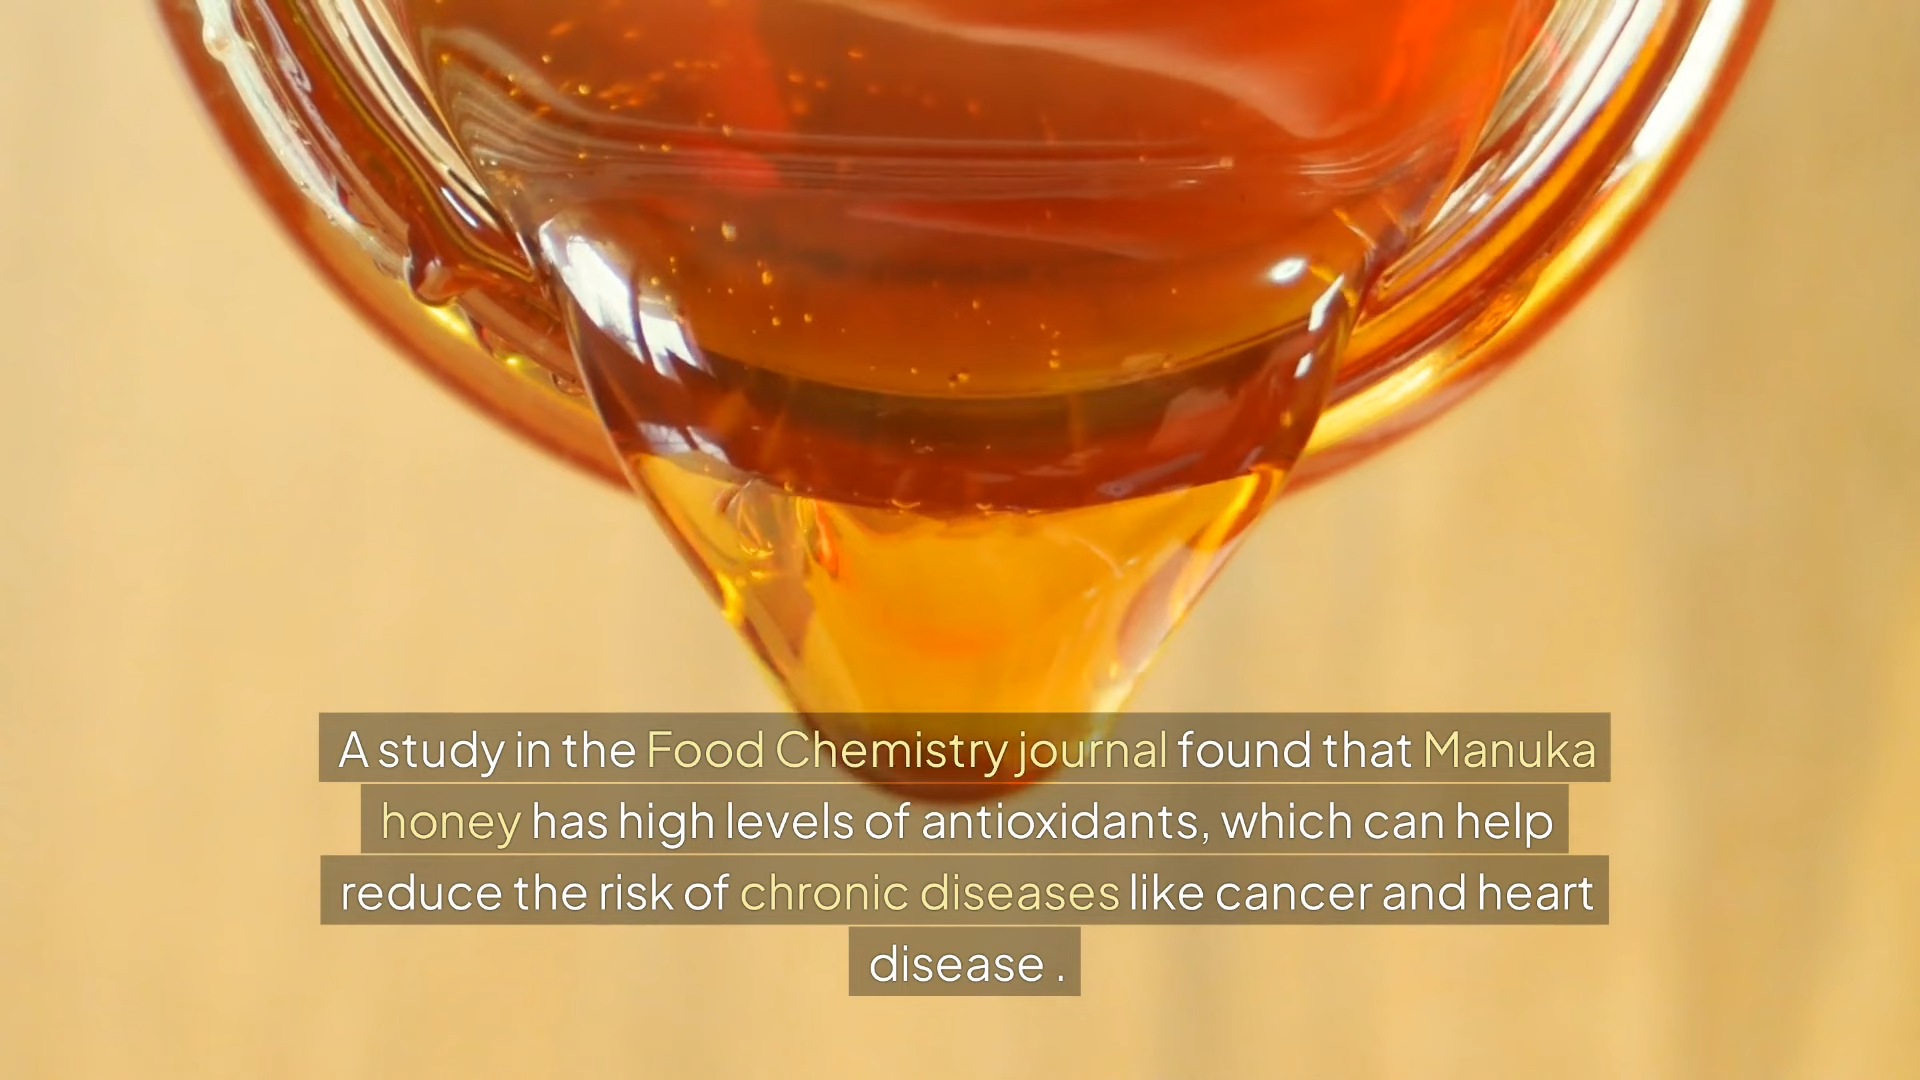 A study in the Food Chemistry journal found that Manuka
honey has high levels of antioxidants, which can help
reduce the risk of chronic diseases like cancer and heart
disease .